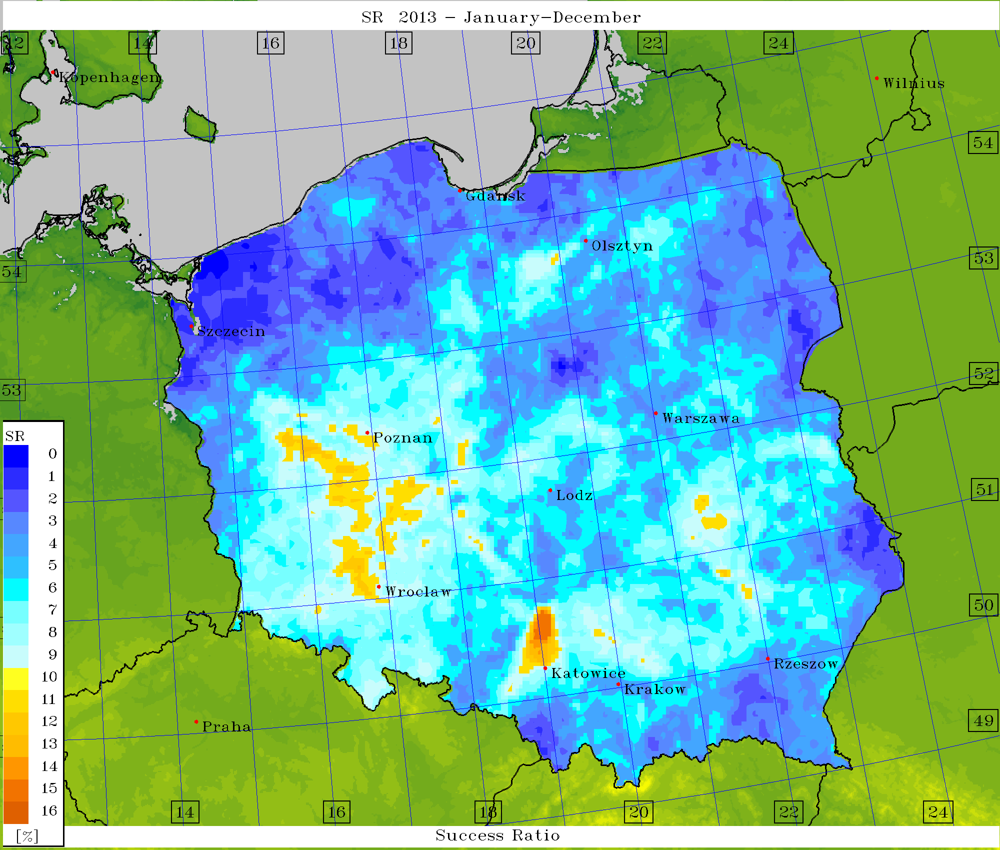 SR 2013 - January-December
12 14 16 18 20 22 24
Kopenhagen
Wilnius
54
Gdansk
Olsztyn
53
54
Szczecin
52
53
Warszawa
SR
Poznan
0
1
51
Lodz
2
3
4
5
6
Wroclaw
7
50
8
9
Rzeszow
10
Katowice
11
Krakow
12
49
Praha
13
14
15
16
14 16 18 20 22 24
[%]
Success Ratio